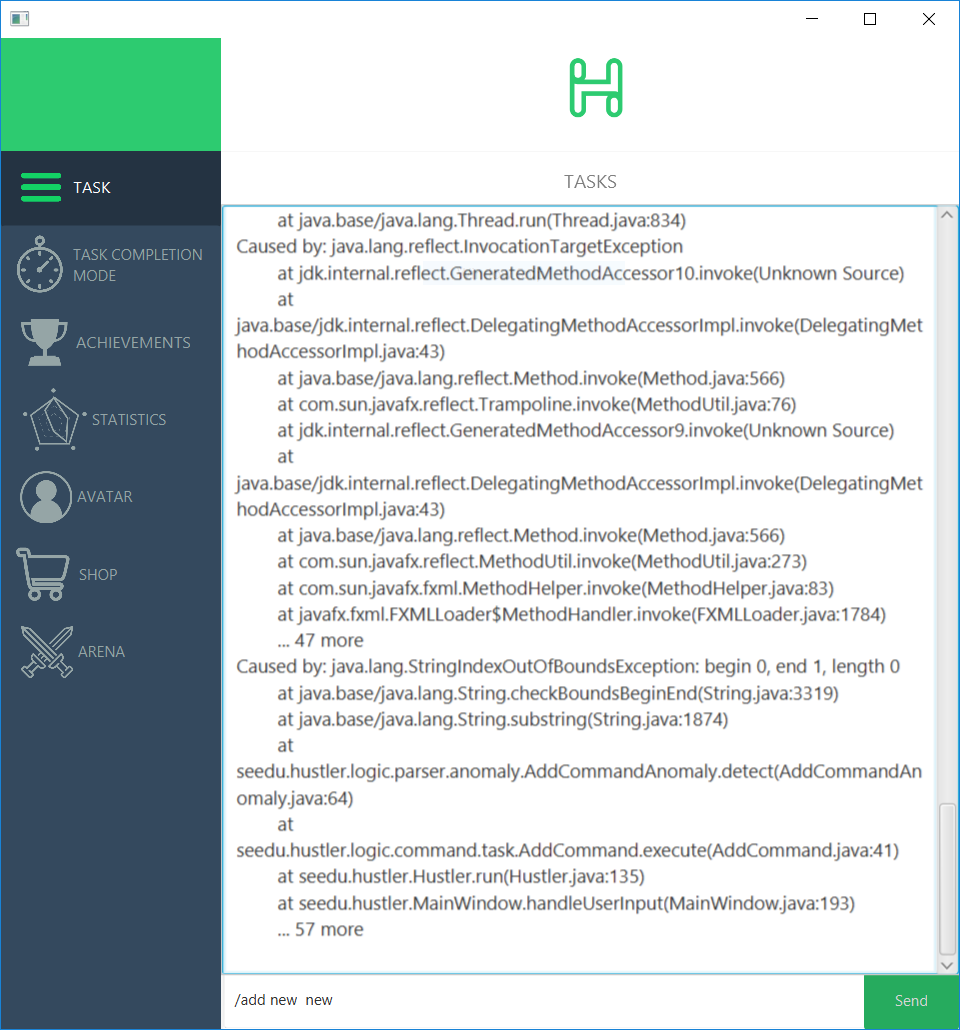 TASK
TASK COMPLETION
MODE
ACHIEVEMENTS
STATISTICS
AVATAR
SHOP
ARENA
TASKS
at java.base/java.lang.Thread.run(Thread.java:834)
Caused by: java.lang.reflect.InvocationTargetException
at jdk.internal.reflect.GeneratedMethodAccessor10.invoke(Unknown Source)
at
java.base/jdk.internal.reflect.DelegatingMethodAccessorImpl.invoke(DelegatingMet
hodAccessorImpl.java:43)
at java.base/java.lang.reflect.Method.invoke(Method.java:566)
at com.sun.javafx.reflect.Trampoline.invoke(MethodUtil.java:76)
at jdk.internal.reflect.GeneratedMethodAccessor9.invoke(Unknown Source)
at
java.base/jdk.internal.reflect.DelegatingMethodAccessorImpl.invoke(DelegatingMet
hodAccessorImpl.java:43)
at java.base/java.lang.reflect.Method.invoke(Method.java:566)
at com.sun.javafx.reflect.MethodUtil.invoke(MethodUtil.java:273)
at com.sun.javafx.fxml.MethodHelper.invoke(MethodHelper.java:83)
at javafx.fxml.FXMLLoader$MethodHandler.invoke(FXMLLoader.java:1784)
... 47 more
Caused by: java.lang.StringIndexOutOfBoundsException: begin 0, end 1, length 0
at java.base/java.lang.String.checkBoundsBeginEnd(String.java:3319)
at java.base/java.lang.String.substring(String.java:1874)
at
seedu.hustler.logic.parser.anomaly.AddCommandAnomaly.detect(AddCommandAn
omaly.java:64)
at
seedu.hustler.logic.command.task.AddCommand.execute(AddCommand.java:41)
at seedu.hustler.Hustler.run(Hustler.java:135)
at seedu.hustler.MainWindow.handleUserInput(MainWindow.java:193)
... 57 more
/add new  new
Send